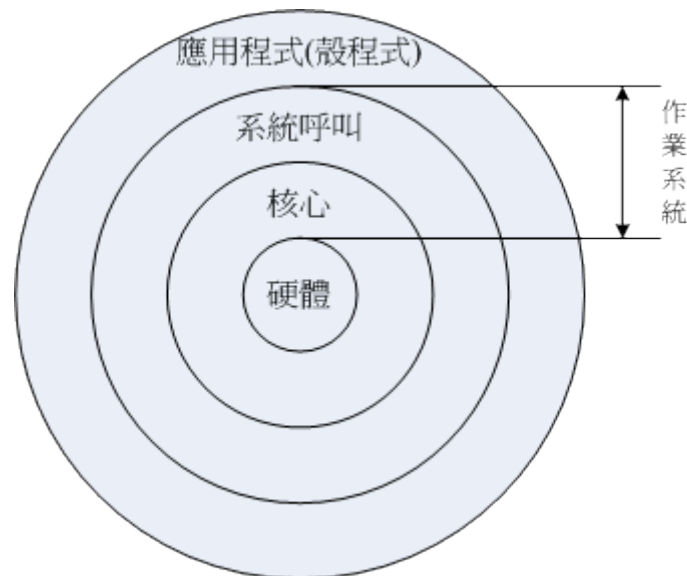 應用程式(殼程式)
系統呼叫
核心
硬體
作業系統